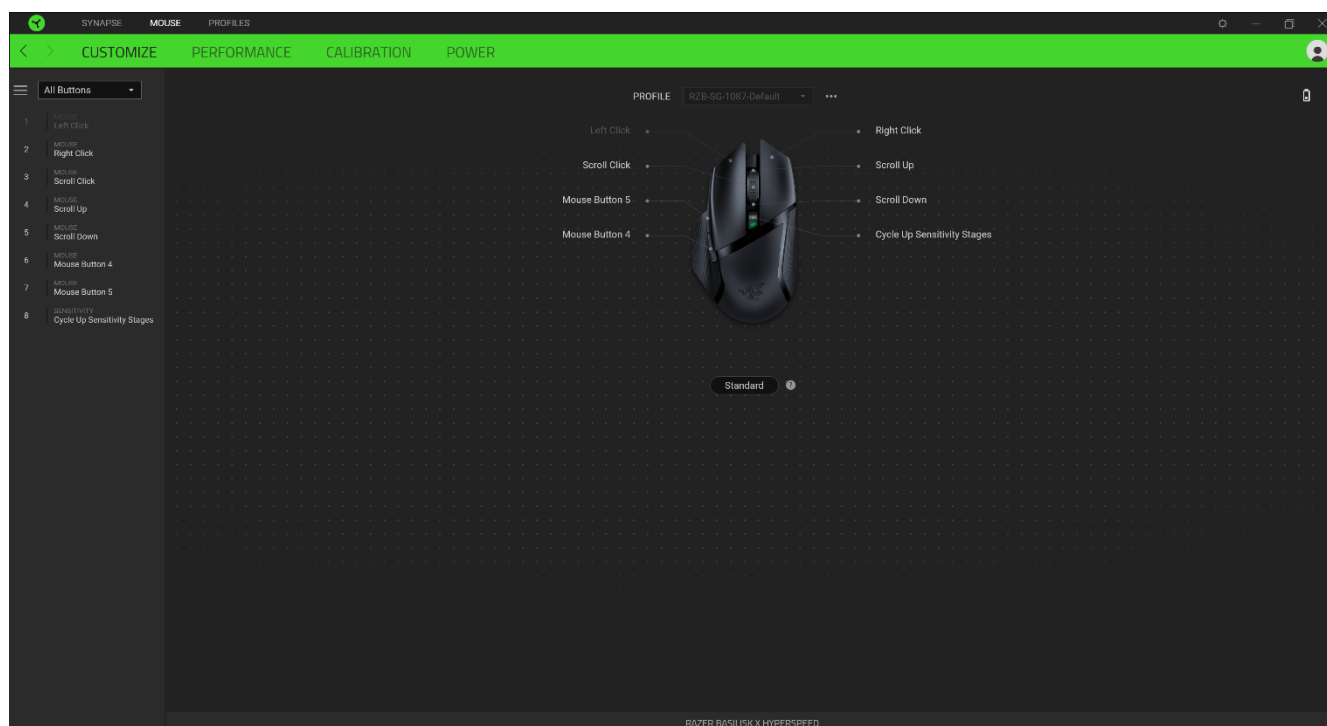 SYNAPSE MOUSE PROFILES
CUSTOMIZE PERFORMANCE CALIBRATION POWER
All Buttons
1 MOUSE
Left Click
2 MOUSE
Right Click
3 MOUSE
Scroll Click
4 MOUSE
Scroll Up
5 MOUSE
Scroll Down
6 MOUSE
Mouse Button 4
7 MOUSE
Mouse Button 5
8 SENSITIVITY
Cycle Up Sensitivity Stages
PROFILE RZB-SG-1087-Default
Left Click Right Click
Scroll Click Scroll Up
Mouse Button 5 Scroll Down
Mouse Button 4 Cycle Up Sensitivity Stages
Standard ?
RAZER BASILISK X HYPERSPEED